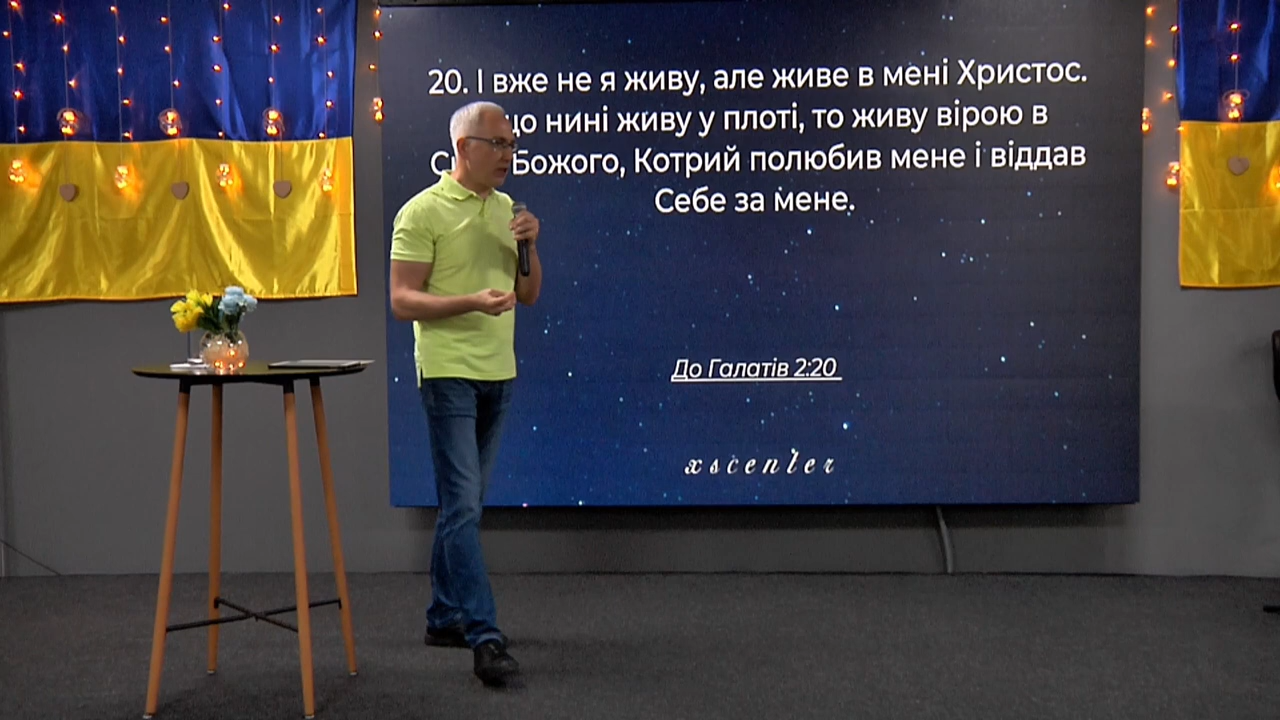 20. І вже не я живу, але живе в мені Христос.
що нині живу у плоті, то живу вірою в
Божого, Котрий полюбив мене і віддав
Себе за мене.
До Галатів 2:20
xscenter